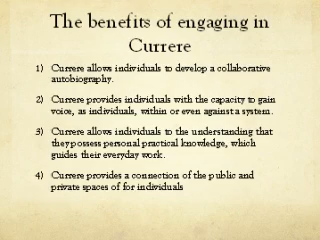 The benefits of engaging in
Currere
1) Currere allows individuals to develop a collaborative
autobiography.
2) Currere provides individuals with the capacity to gain
voice, as individuals, within or even against a system.
3) Currere allows individuals to the understanding that
they possess personal practical knowledge, which
guides their everyday work.
4) Currere provides a connection of the public and
private spaces of for individuals